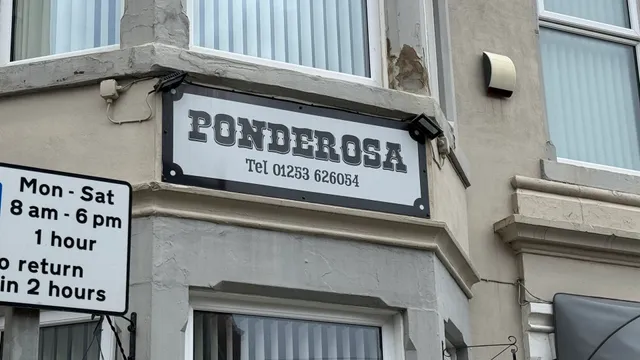 PONDEROSA
Tel 01253 626054
Mon - Sat
8 am - 6 pm
1 hour
return
in 2 hours